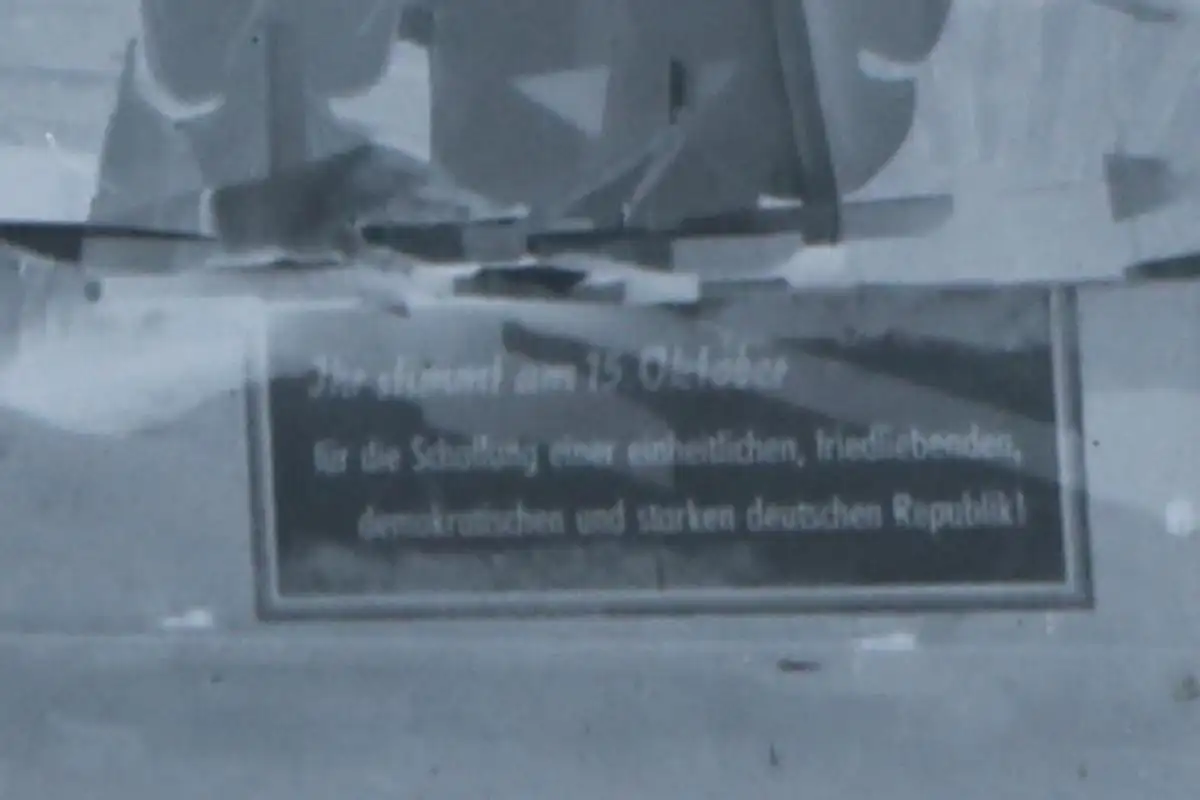 Ihr stimmt am 15 Oktober
für die Schaffung einer einheitlichen, friedliebenden,
demokratischen und starken deutschen Republik!